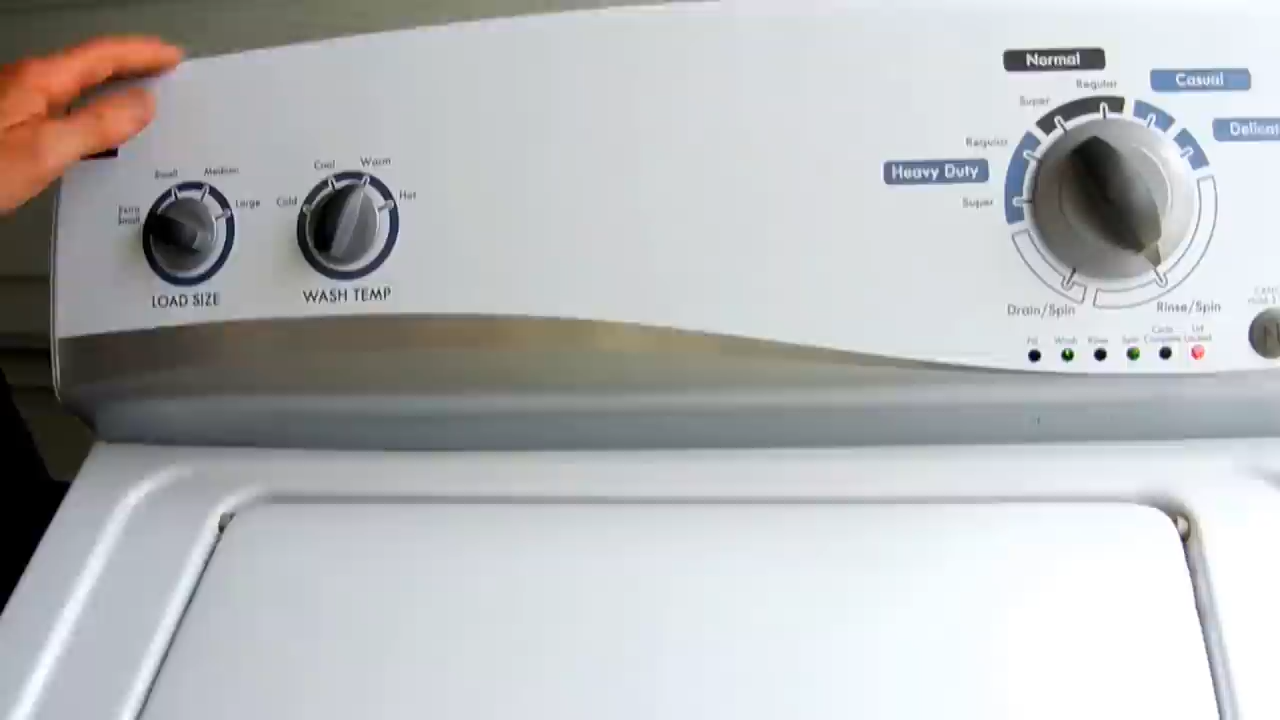 Normal
Regular
Super
Casual
Delicat
Regular
Heavy Duty
Super
Small
Medium
Extra
Small
Large
LOAD SIZE
Cool
Warm
Cold
Hot
WASH TEMP
Drain/Spin
Rinse/Spin
Wash
Rinse
Spin
Cycle
Complete
Lid
Locked